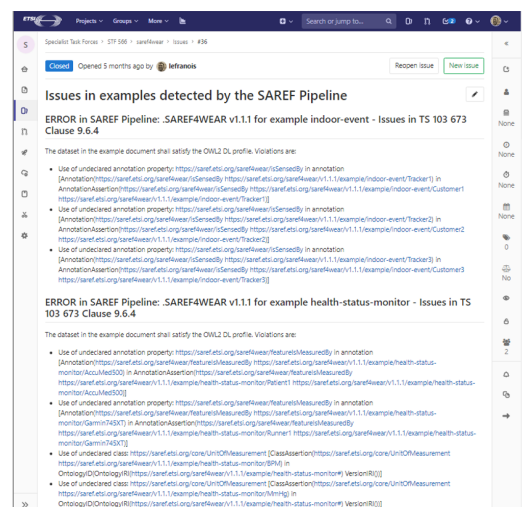 ETSI
Projects
Groups
More
Search or jump to...
2
S
Specialist Task Forces > STF 566 > saref4wear > Issues > #36
Closed Opened 5 months ago by lefranois
Reopen issue
New issue
Issues in examples detected by the SAREF Pipeline
ERROR in SAREF Pipeline: .SAREF4WEAR v1.1.1 for example indoor-event - Issues in TS 103 673
Clause 9.6.4
The dataset in the example document shall satisfy the OWL2 DL profile. Violations are:
• Use of undeclared annotation property: https://saref.etsi.org/saref4wear/isSensedBy in annotation
[Annotation(https://saref.etsi.org/saref4wear/isSensedBy https://saref.etsi.org/saref4wear/v1.1.1/example/indoor-event/Tracker1) in
AnnotationAssertion(https://saref.etsi.org/saref4wear/isSensedBy https://saref.etsi.org/saref4wear/v1.1.1/example/indoor-event/Customer1
https://saref.etsi.org/saref4wear/v1.1.1/example/indoor-event/Tracker1)]
• Use of undeclared annotation property: https://saref.etsi.org/saref4wear/isSensedBy in annotation
[Annotation(https://saref.etsi.org/saref4wear/isSensedBy https://saref.etsi.org/saref4wear/v1.1.1/example/indoor-event/Tracker2) in
AnnotationAssertion(https://saref.etsi.org/saref4wear/isSensedBy https://saref.etsi.org/saref4wear/v1.1.1/example/indoor-event/Customer2
https://saref.etsi.org/saref4wear/v1.1.1/example/indoor-event/Tracker2)]
• Use of undeclared annotation property: https://saref.etsi.org/saref4wear/isSensedBy in annotation
[Annotation(https://saref.etsi.org/saref4wear/isSensedBy https://saref.etsi.org/saref4wear/v1.1.1/example/indoor-event/Tracker3) in
AnnotationAssertion(https://saref.etsi.org/saref4wear/isSensedBy https://saref.etsi.org/saref4wear/v1.1.1/example/indoor-event/Customer3
https://saref.etsi.org/saref4wear/v1.1.1/example/indoor-event/Tracker3)]
ERROR in SAREF Pipeline: .SAREF4WEAR v1.1.1 for example health-status-monitor - Issues in TS
103 673 Clause 9.6.4
The dataset in the example document shall satisfy the OWL2 DL profile. Violations are:
• Use of undeclared annotation property: https://saref.etsi.org/saref4wear/featureIsMeasuredBy in annotation
[Annotation(https://saref.etsi.org/saref4wear/featureIsMeasuredBy https://saref.etsi.org/saref4wear/v1.1.1/example/health-status-
monitor/AccuMed500) in AnnotationAssertion(https://saref.etsi.org/saref4wear/featureIsMeasuredBy
https://saref.etsi.org/saref4wear/v1.1.1/example/health-status-monitor/Patient1 https://saref.etsi.org/saref4wear/v1.1.1/example/health-status-
monitor/AccuMed500)]
• Use of undeclared annotation property: https://saref.etsi.org/saref4wear/featureIsMeasuredBy in annotation
[Annotation(https://saref.etsi.org/saref4wear/featureIsMeasuredBy https://saref.etsi.org/saref4wear/v1.1.1/example/health-status-
monitor/Garmin745XT) in AnnotationAssertion(https://saref.etsi.org/saref4wear/featureIsMeasuredBy
https://saref.etsi.org/saref4wear/v1.1.1/example/health-status-monitor/Runner1 https://saref.etsi.org/saref4wear/v1.1.1/example/health-status-
monitor/Garmin745XT)]
• Use of undeclared class: https://saref.etsi.org/core/UnitOfMeasurement [ClassAssertion(https://saref.etsi.org/core/UnitOfMeasurement
https://saref.etsi.org/saref4wear/v1.1.1/example/health-status-monitor/BPM) in
OntologyID(OntologyIRI(https://saref.etsi.org/saref4wear/v1.1.1/example/health-status-monitor#) VersionIRI())]
• Use of undeclared class: https://saref.etsi.org/core/UnitOfMeasurement [ClassAssertion(https://saref.etsi.org/core/UnitOfMeasurement
https://saref.etsi.org/saref4wear/v1.1.1/example/health-status-monitor/MmHg) in
OntologyID(OntologyIRI(https://saref.etsi.org/saref4wear/v1.1.1/example/health-status-monitor#) VersionIRI())]
None
None
None
None
0
No
2